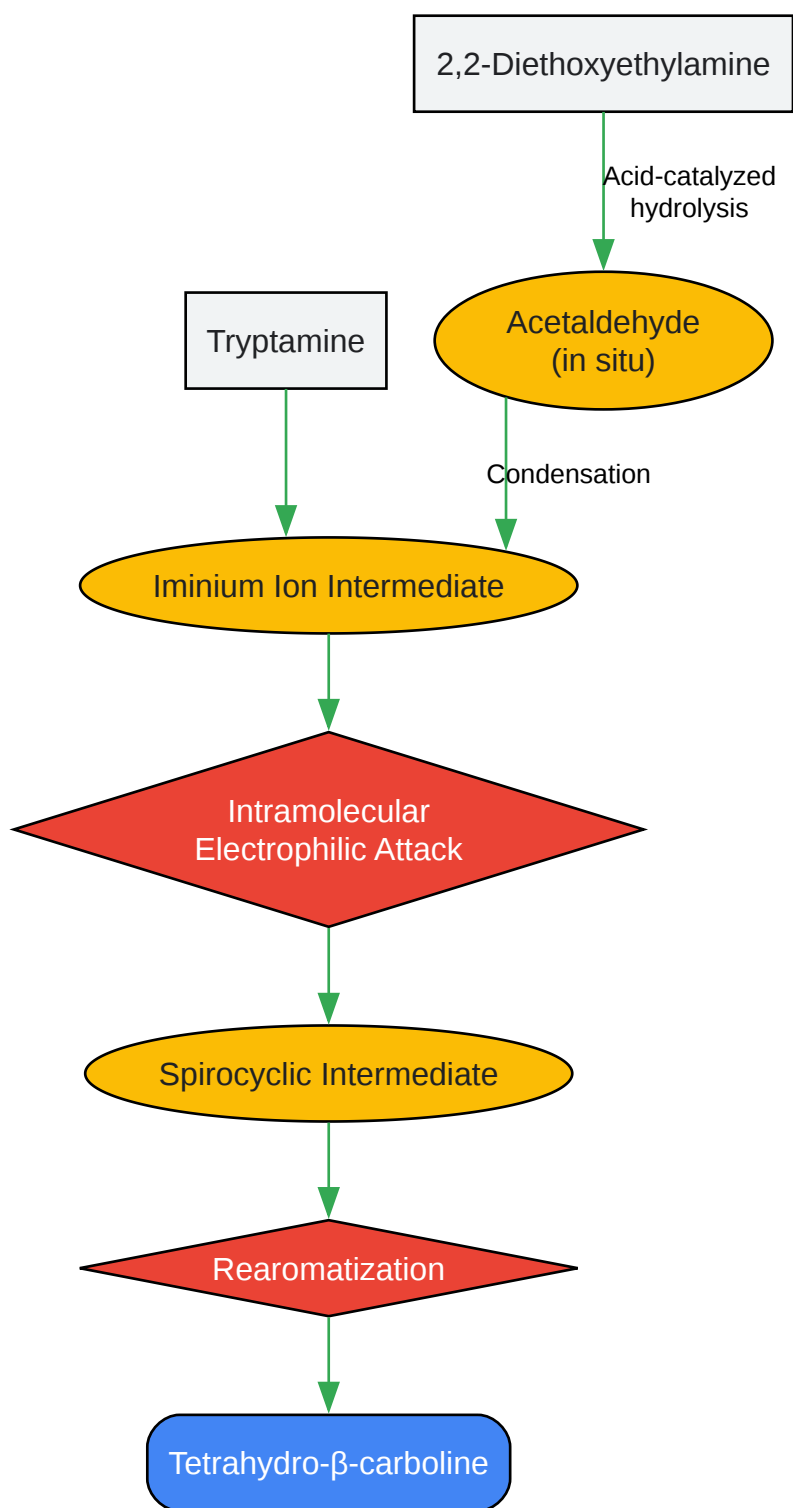 2,2-Diethoxyethylamine
Acid-catalyzed
hydrolysis
Tryptamine
Acetaldehyde
(in situ)
Condensation
Iminium Ion Intermediate
Intramolecular
Electrophilic Attack
Spirocyclic Intermediate
Rearomatization
Tetrahydro-β-carboline